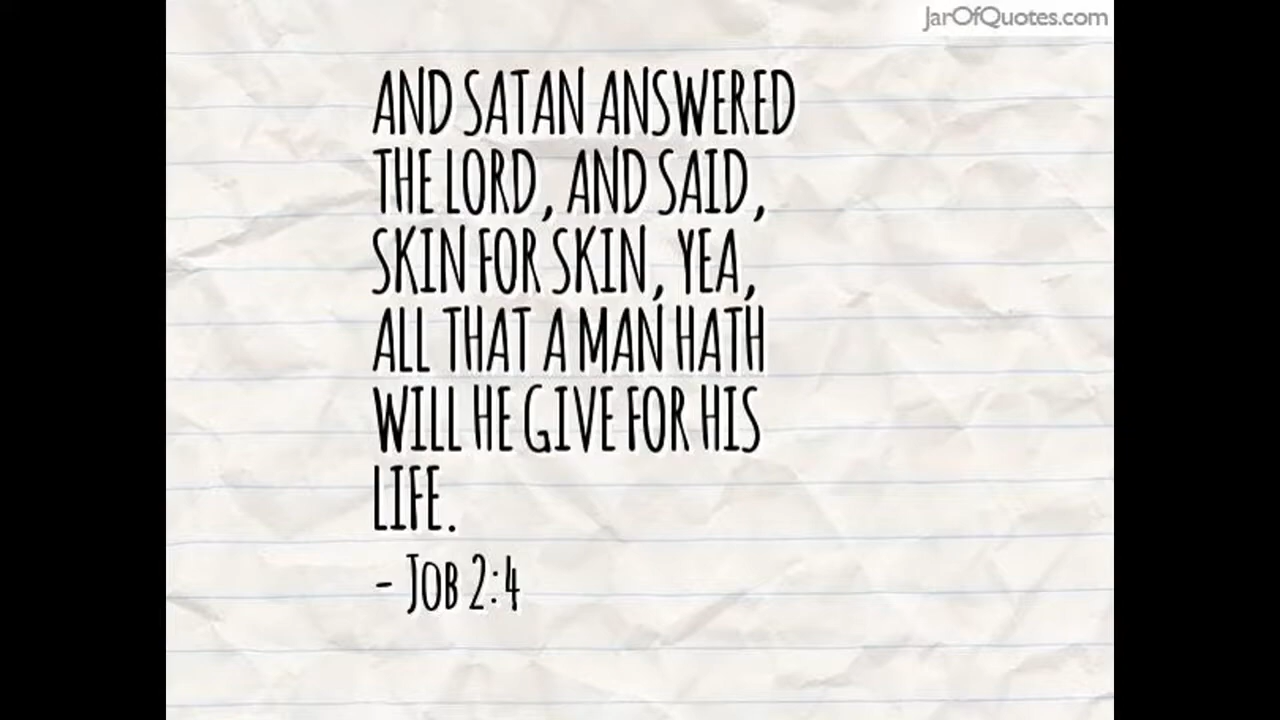 JarOfQuotes.com
AND SATAN ANSWERED
THE LORD, AND SAID,
SKIN FOR SKIN, YEA,
ALL THAT A MAN HATH
WILL HE GIVE FOR HIS
LIFE.
- JOB 2:4